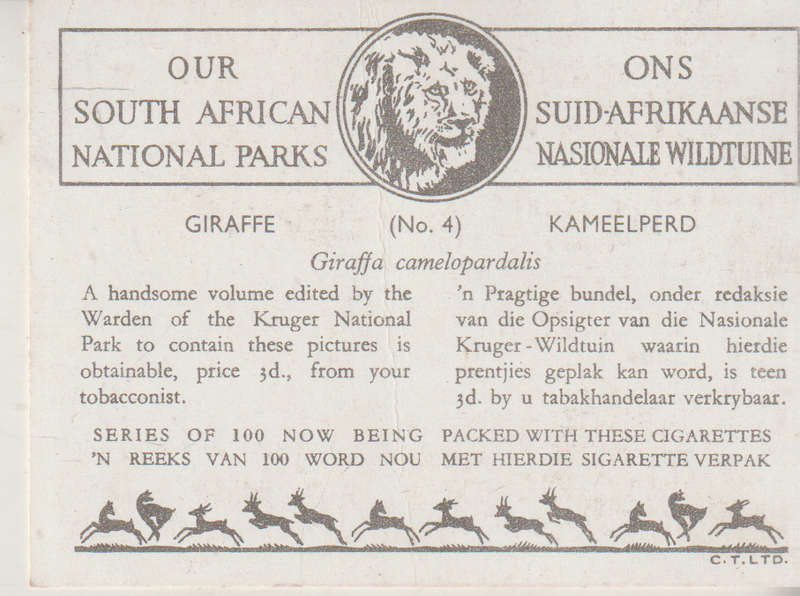 OUR
SOUTH AFRICAN
NATIONAL PARKS
ONS
SUID-AFRIKAANSE
NASIONALE WILDTUINE
GIRAFFE (No. 4) KAMEELPERD
Giraffa camelopardalis
A handsome volume edited by the
Warden of the Kruger National
Park to contain these pictures is
obtainable, price 3d., from your
tobacconist.
'n Pragtige bundel, onder redaksie
van die Opsigter van die Nasionale
Kruger-Wildtuin waarin hierdie
prentjies geplak kan word, is teen
3d. by u tabakhandelaar verkrybaar.
SERIES OF 100 NOW BEING PACKED WITH THESE CIGARETTES
'N REEKS VAN 100 WORD NOU MET HIERDIE SIGARETTE VERPAK
C.T. LTD.